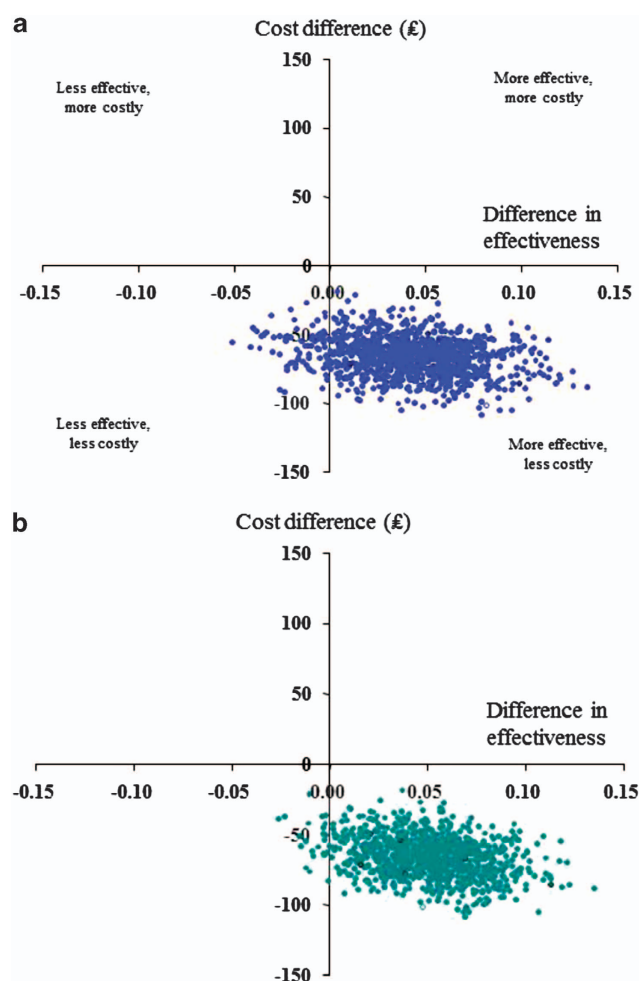 a
Cost difference (₤)
150
Less effective,
more costly
More effective,
more costly
100
50
Difference in
effectiveness
0
-0.15 -0.10 -0.05 0.00 0.05 0.10 0.15
-50
-100
Less effective,
less costly
More effective,
less costly
-150
b
Cost difference (₤)
150
100
50
Difference in
effectiveness
0
-0.15 -0.10 -0.05 0.00 0.05 0.10 0.15
-50
-100
-150